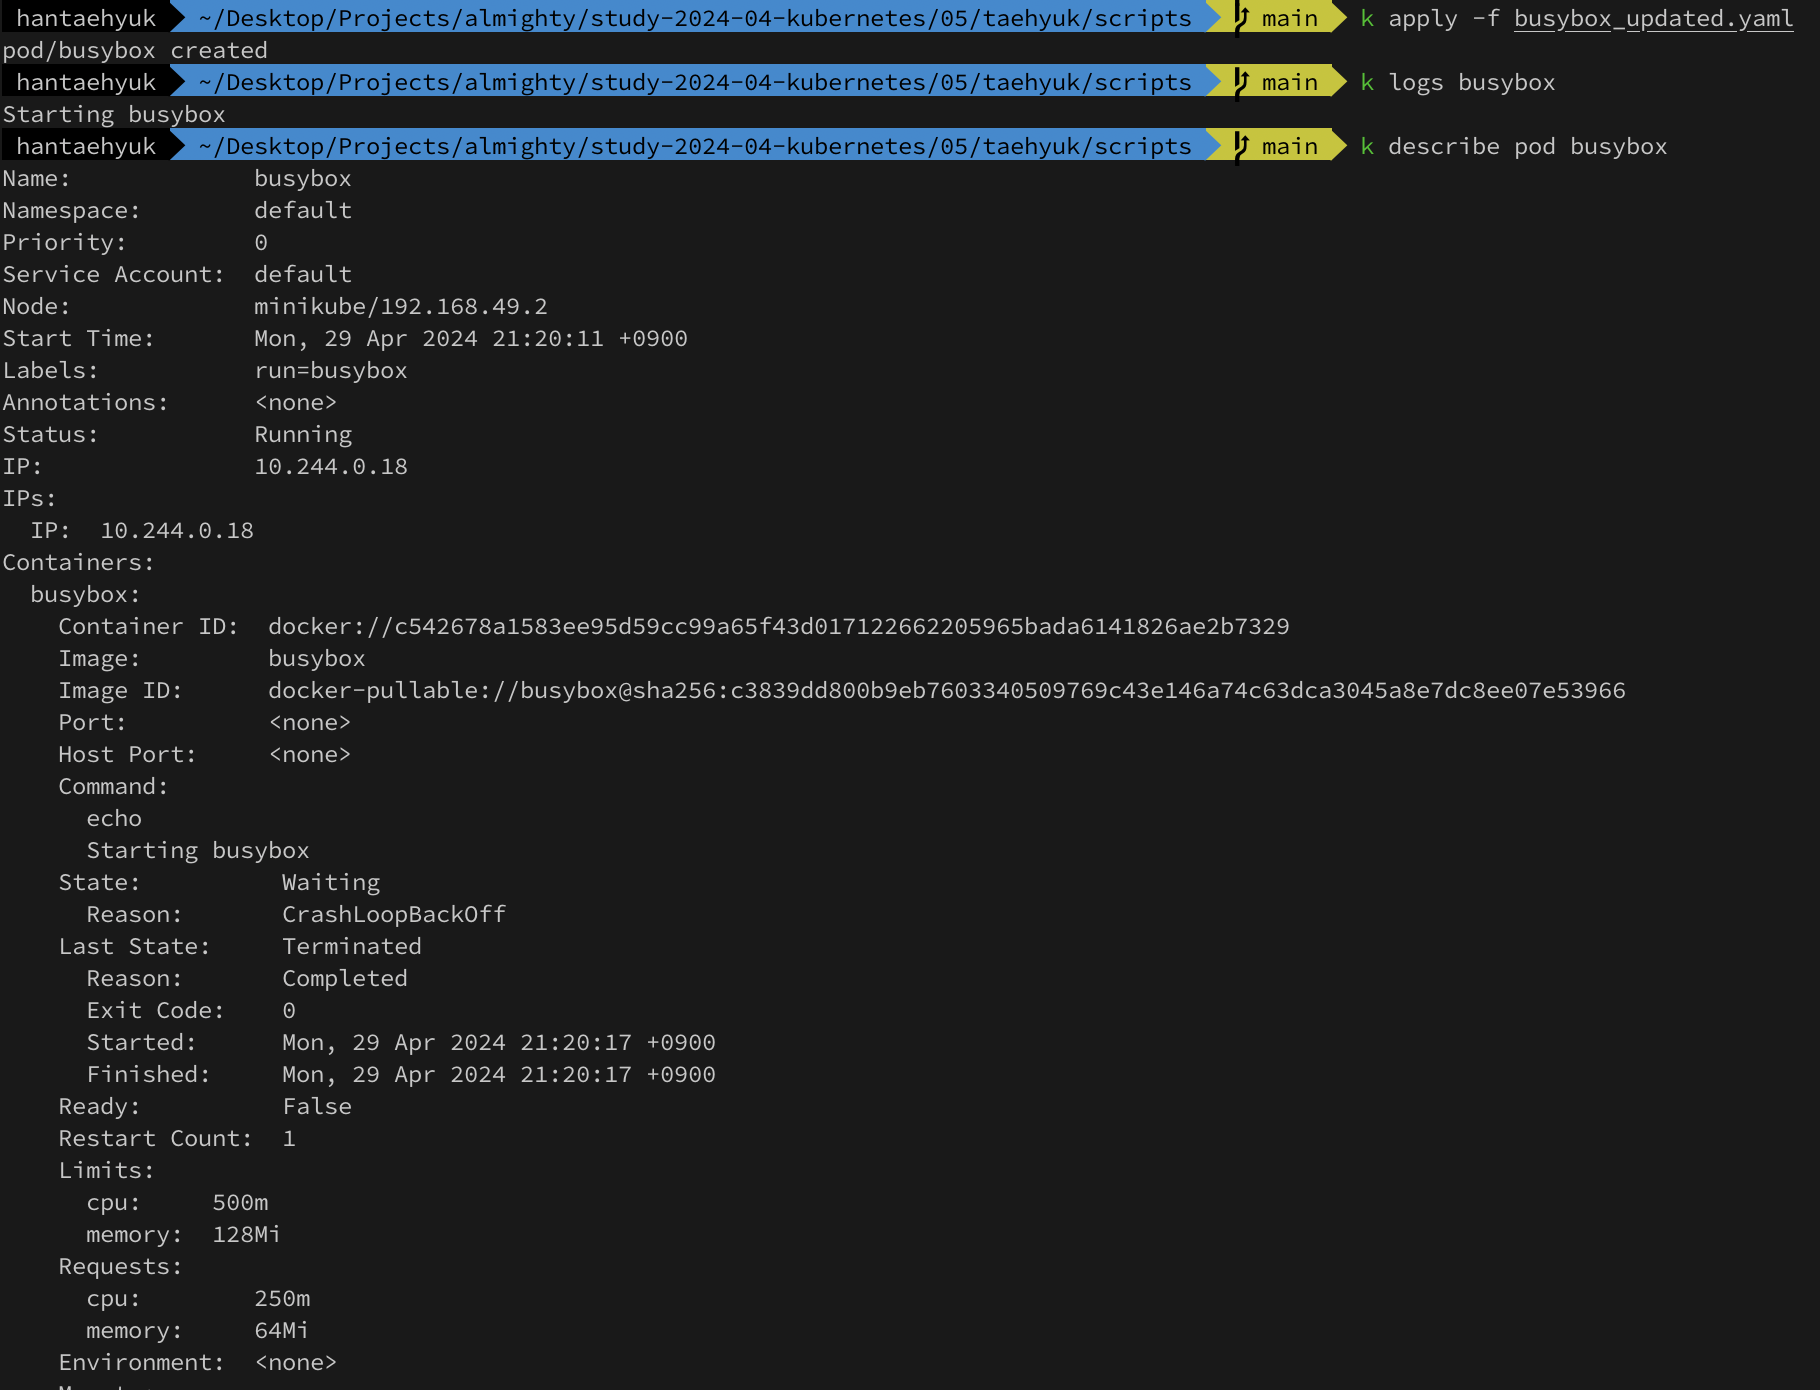 hantaehyuk ~/Desktop/Projects/almighty/study-2024-04-kubernetes/05/taehyuk/scripts main k apply -f busybox_updated.yaml
pod/busybox created
hantaehyuk ~/Desktop/Projects/almighty/study-2024-04-kubernetes/05/taehyuk/scripts main k logs busybox
Starting busybox
hantaehyuk ~/Desktop/Projects/almighty/study-2024-04-kubernetes/05/taehyuk/scripts main k describe pod busybox
Name: busybox
Namespace: default
Priority: 0
Service Account: default
Node: minikube/192.168.49.2
Start Time: Mon, 29 Apr 2024 21:20:11 +0900
Labels: run=busybox
Annotations: <none>
Status: Running
IP: 10.244.0.18
IPs:
IP: 10.244.0.18
Containers:
busybox:
Container ID: docker://c542678a1583ee95d59cc99a65f43d017122662205965bada6141826ae2b7329
Image: busybox
Image ID: docker-pullable://busybox@sha256:c3839dd800b9eb7603340509769c43e146a74c63dca3045a8e7dc8ee07e53966
Port: <none>
Host Port: <none>
Command:
echo
Starting busybox
State: Waiting
Reason: CrashLoopBackOff
Last State: Terminated
Reason: Completed
Exit Code: 0
Started: Mon, 29 Apr 2024 21:20:17 +0900
Finished: Mon, 29 Apr 2024 21:20:17 +0900
Ready: False
Restart Count: 1
Limits:
cpu: 500m
memory: 128Mi
Requests:
cpu: 250m
memory: 64Mi
Environment: <none>